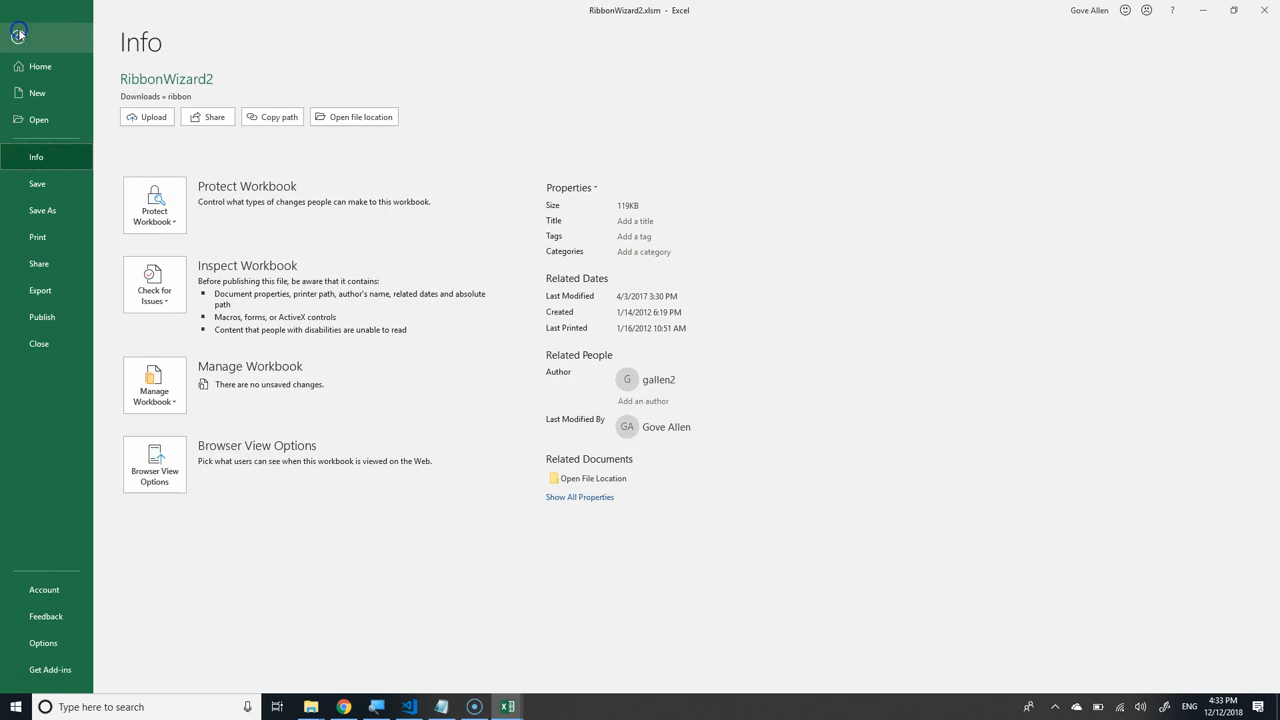 RibbonWizard2.xlsm - Excel
Gove Allen
?
Home
New
Open
Info
Save
Save As
Print
Share
Export
Publish
Close
Account
Feedback
Options
Get Add-ins
Info
RibbonWizard2
Downloads » ribbon
Upload
Share
Copy path
Open file location
Protect Workbook
Protect Workbook
Control what types of changes people can make to this workbook.
Check for Issues
Inspect Workbook
Before publishing this file, be aware that it contains:
Document properties, printer path, author's name, related dates and absolute
path
Macros, forms, or ActiveX controls
Content that people with disabilities are unable to read
Manage Workbook
Manage Workbook
There are no unsaved changes.
Browser View Options
Browser View Options
Pick what users can see when this workbook is viewed on the Web.
Properties
Size 119KB
Title Add a title
Tags Add a tag
Categories Add a category
Related Dates
Last Modified 4/3/2017 3:30 PM
Created 1/14/2012 6:19 PM
Last Printed 1/16/2012 10:51 AM
Related People
Author G gallen2
Add an author
Last Modified By GA Gove Allen
Related Documents
Open File Location
Show All Properties
Type here to search
ENG
4:33 PM
12/12/2018